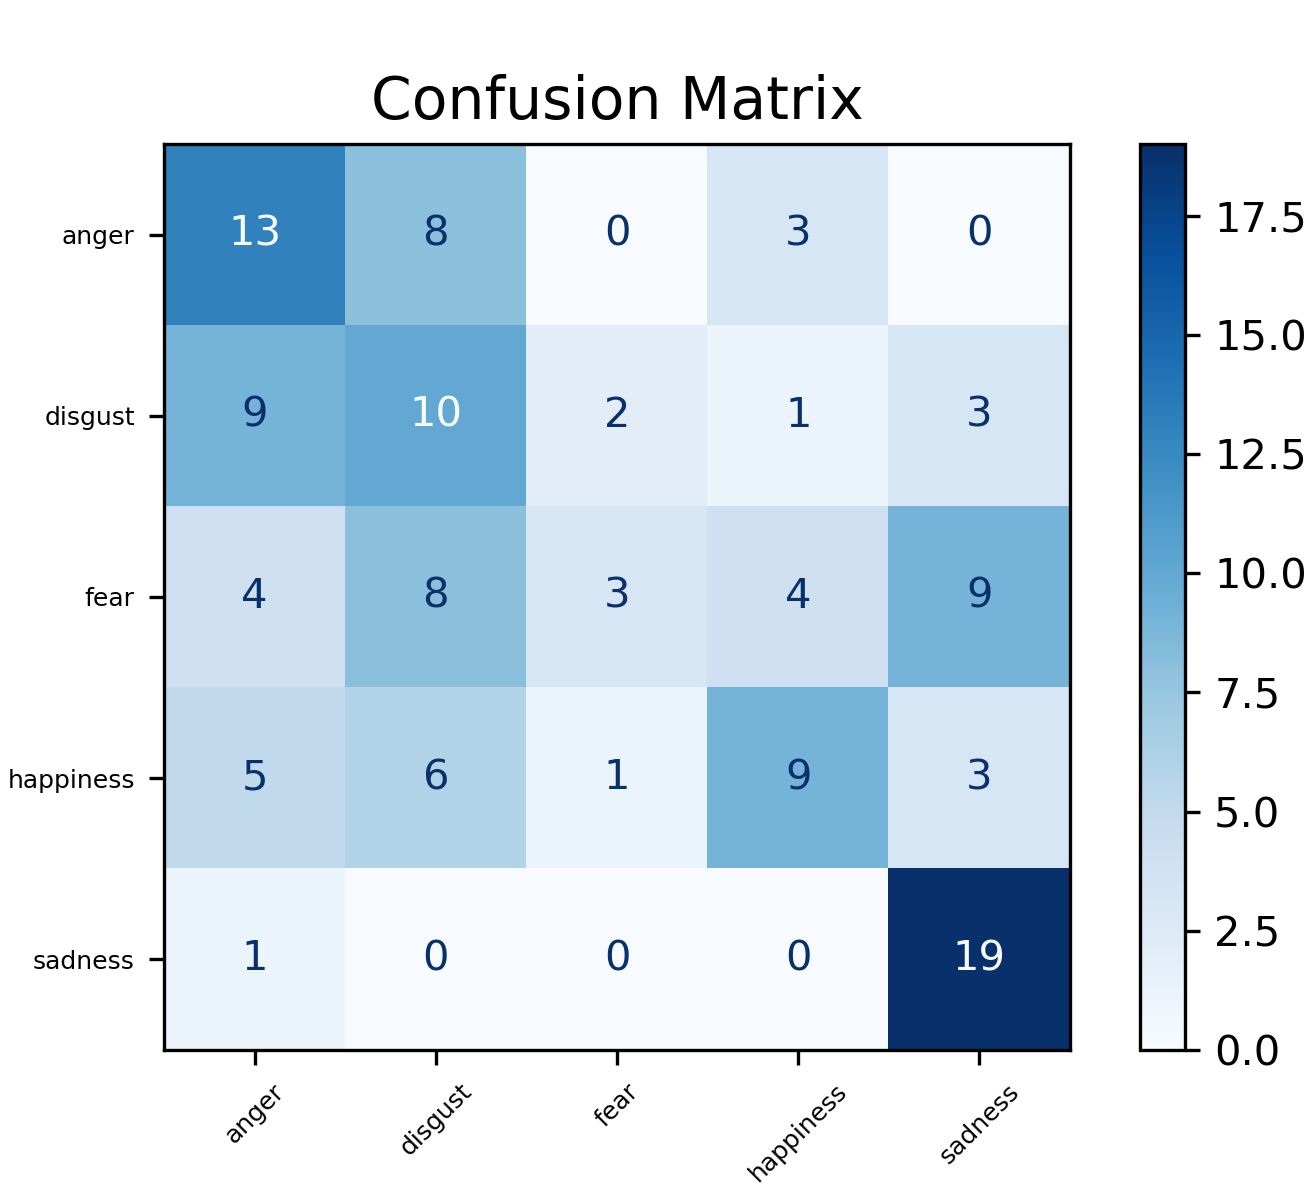 Confusion Matrix
anger 13 8 0 3 0
disgust 9 10 2 1 3
fear 4 8 3 4 9
happiness 5 6 1 9 3
sadness 1 0 0 0 19
anger disgust fear happiness sadness
17.5
15.0
12.5
10.0
7.5
5.0
2.5
0.0